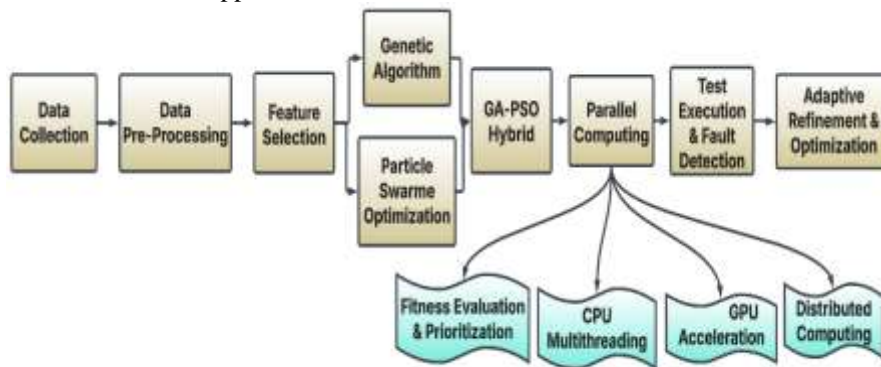 Data
Collection
Data
Pre-Processing
Feature
Selection
Genetic
Algorithm
Particle
Swarme
Optimization
GA-PSO
Hybrid
Parallel
Computing
Test
Execution
& Fault
Detection
Adaptive
Refinement &
Optimization
Fitness Evaluation
& Prioritization
CPU
Multithreading
GPU
Acceleration
Distributed
Computing